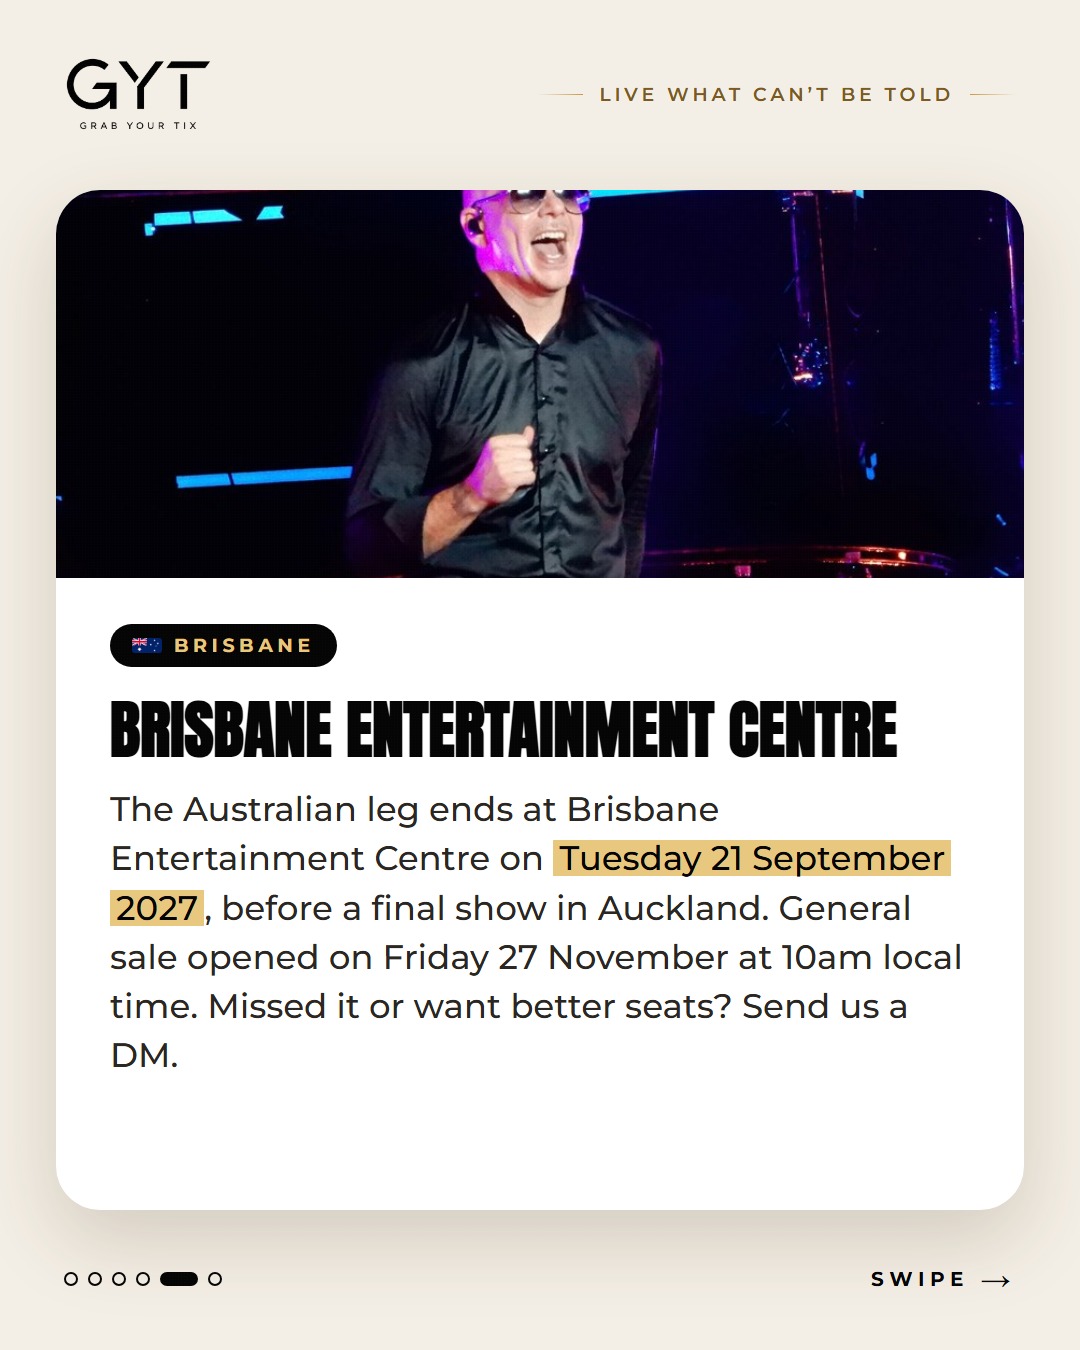 GYT
GRAB YOUR TIX
LIVE WHAT CAN’T BE TOLD
BRISBANE
BRISBANE ENTERTAINMENT CENTRE
The Australian leg ends at Brisbane
Entertainment Centre on Tuesday 21 September
2027, before a final show in Auckland. General
sale opened on Friday 27 November at 10am local
time. Missed it or want better seats? Send us a
DM.
SWIPE →